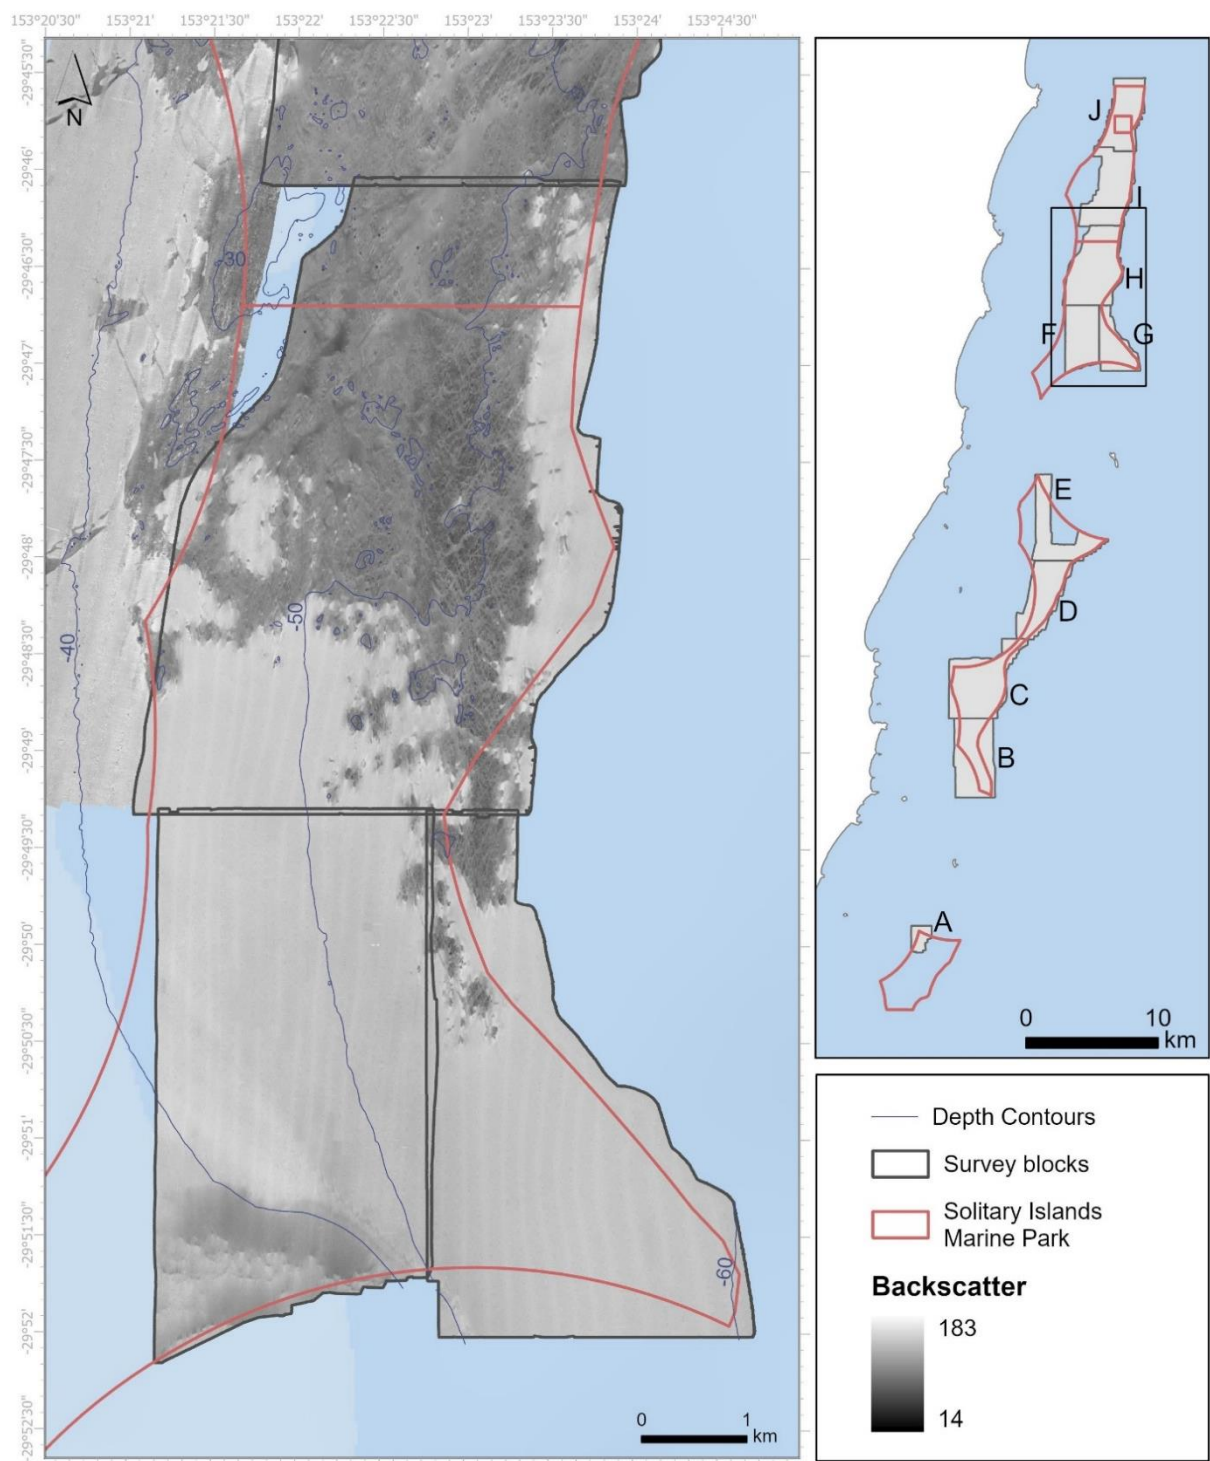 153°20'30" 153°21' 153°21'30" 153°22' 153°22'30" 153°23' 153°23'30" 153°24' 153°24'30"
-29°45'30"
-29°46'
-29°46'30"
-29°47'
-29°47'30"
-29°48'
-29°48'30"
-29°49'
-29°49'30"
-29°50'
-29°50'30"
-29°51'
-29°51'30"
-29°52'
-29°52'30"
N
-30
-50
-40
-60
0 1
km
J
I
H
F G
E
D
C
B
A
0 10
km
Depth Contours
Survey blocks
Solitary Islands
Marine Park
Backscatter
183
14